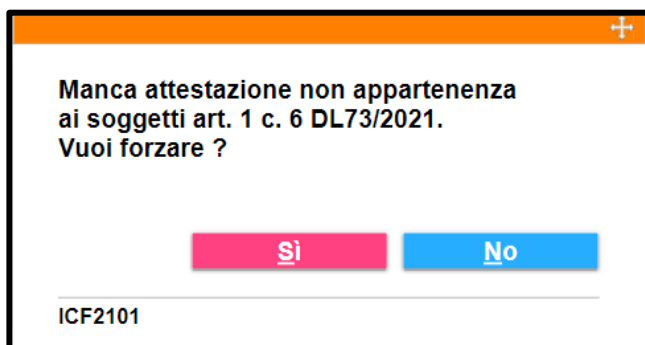 Manca attestazione non appartenenza
ai soggetti art. 1 c. 6 DL73/2021.
Vuoi forzare ?
Sì
No
ICF2101